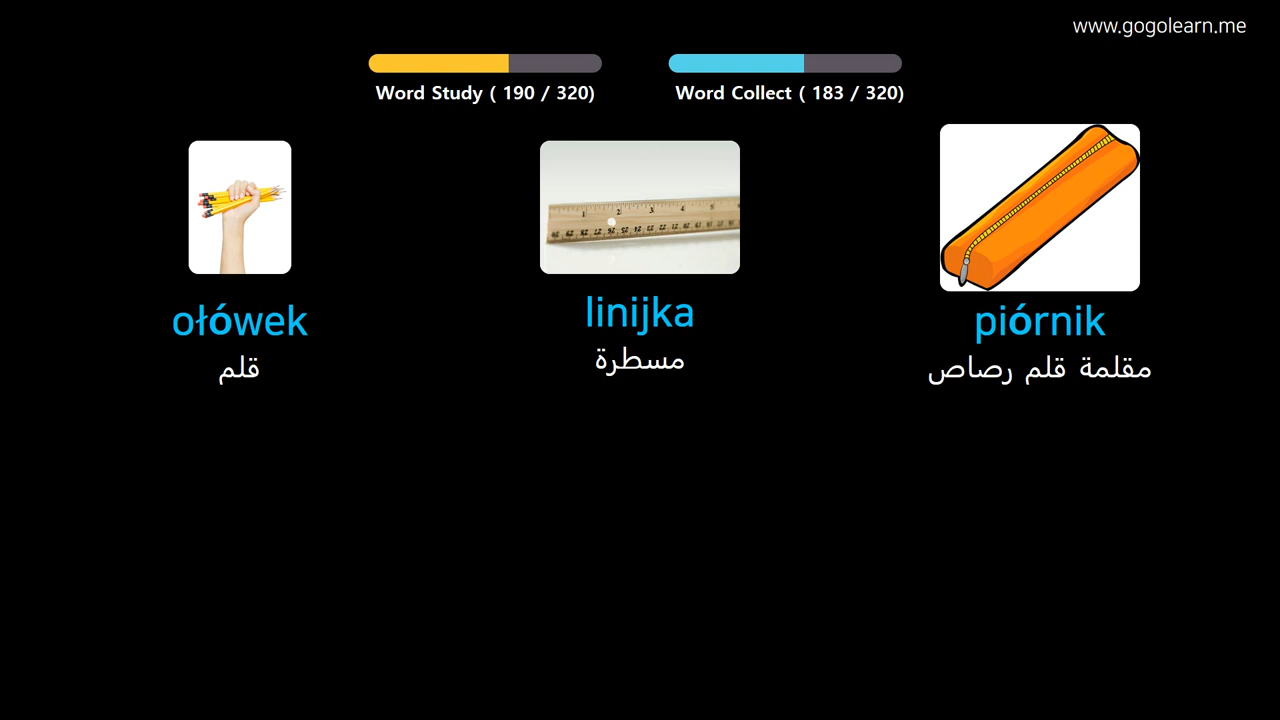 www.gogolearn.me
Word Study ( 190 / 320)
Word Collect ( 183 / 320)
ołówek
قلم
linijka
مسطرة
piórnik
مقلمة قلم رصاص